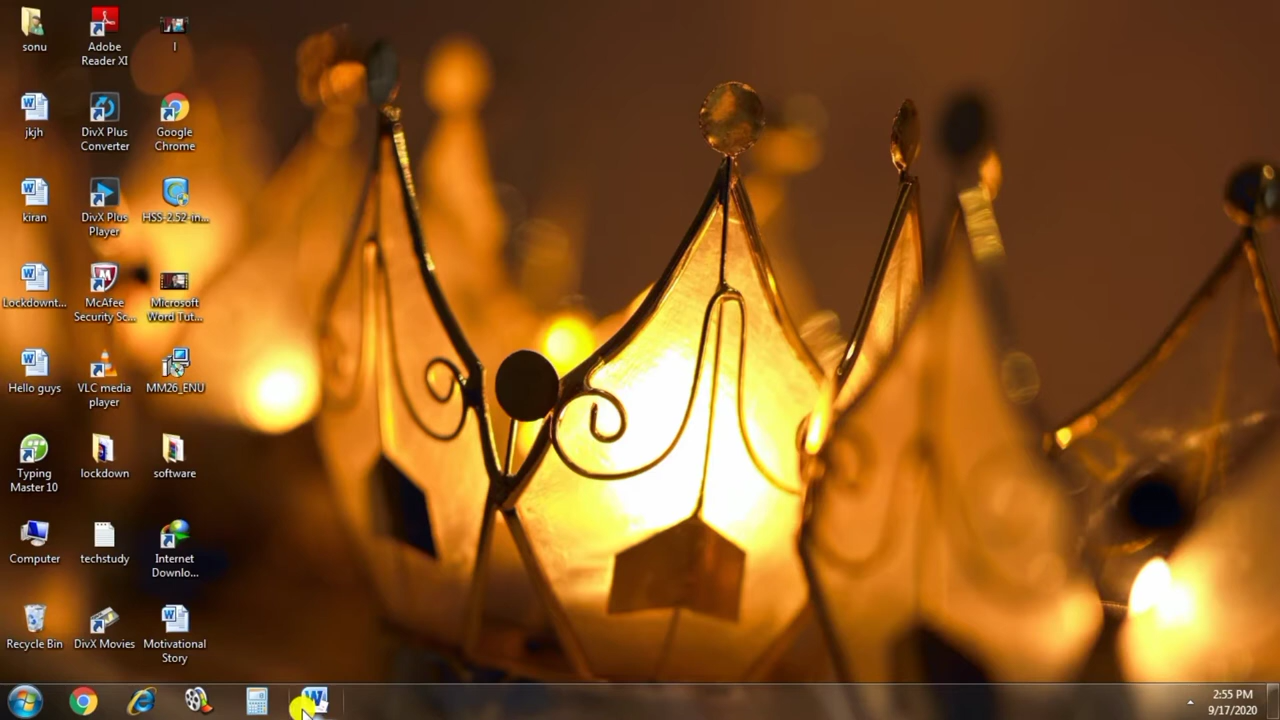 sonu
Adobe
Reader XI
l
jkjh
DivX Plus
Converter
Google
Chrome
kiran
DivX Plus
Player
HSS-2.52-in...
Lockdownt...
McAfee
Security Sc...
Microsoft
Word Tut...
Hello guys
VLC media
player
MM26_ENU
Typing
Master 10
lockdown
software
Computer
techstudy
Internet
Downlo...
Recycle Bin
DivX Movies
Motivational
Story
2:55 PM
9/17/2020